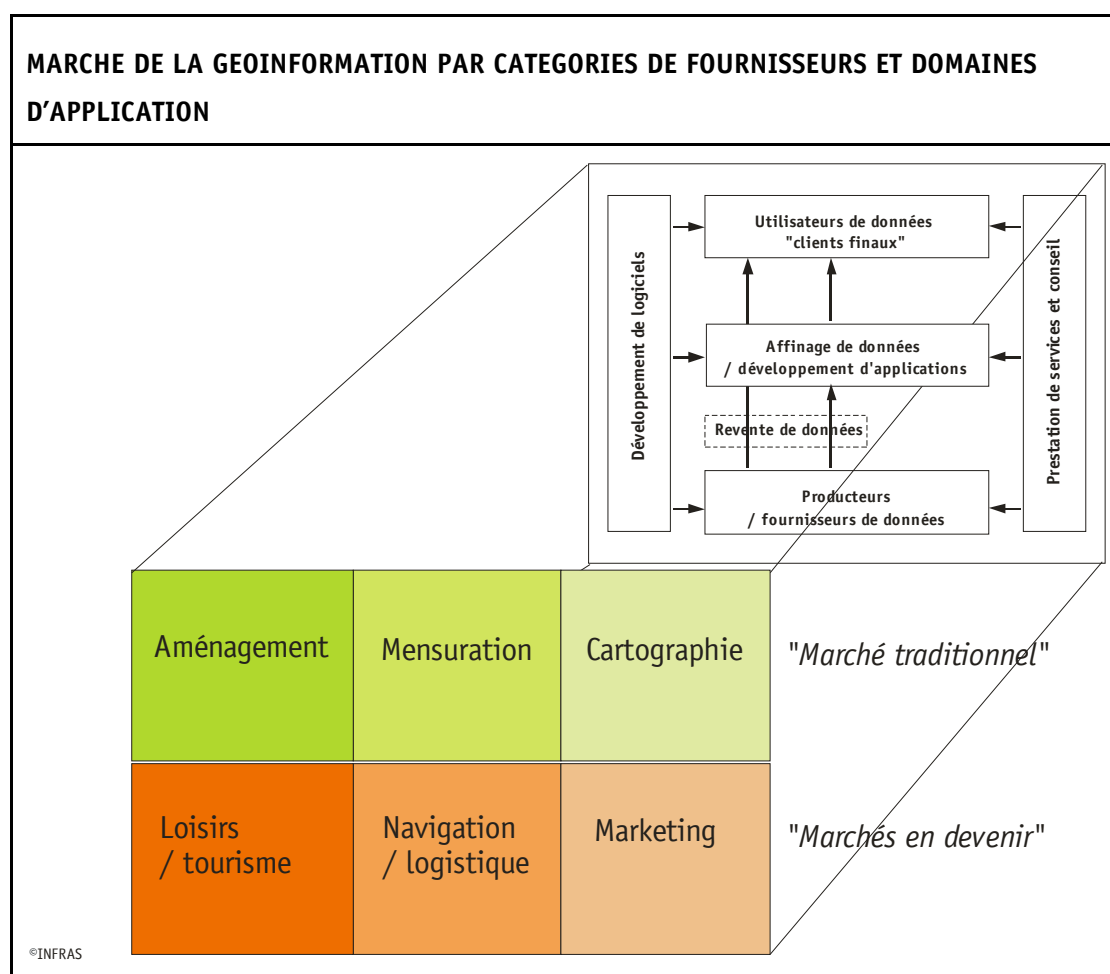 MARCHE DE LA GEOINFORMATION PAR CATEGORIES DE FOURNISSEURS ET DOMAINES
D'APPLICATION
Développement de logiciels
Utilisateurs de données
"clients finaux"
Affinage de données
/ développement d'applications
Revente de données
Producteurs
/ fournisseurs de données
Prestation de services et conseil
Aménagement
Mensuration
Cartographie
"Marché traditionnel"
Loisirs
/ tourisme
Navigation
/ logistique
Marketing
"Marchés en devenir"
©INFRAS